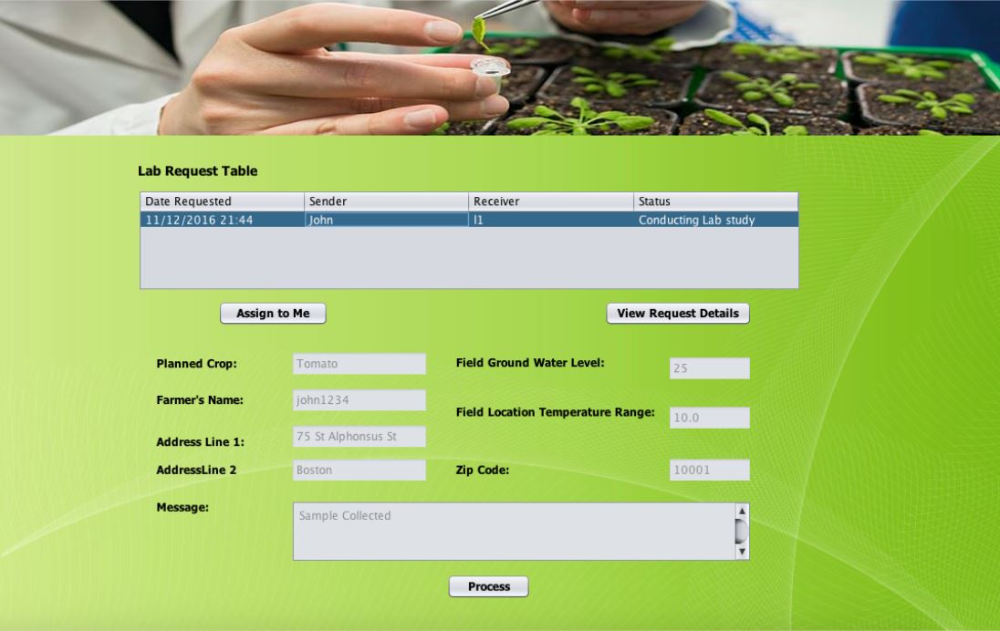 Lab Request Table
Date Requested Sender Receiver Status
11/12/2016 21:44 John l1 Conducting Lab study
Assign to Me View Request Details
Planned Crop: Tomato Field Ground Water Level: 25
Farmer's Name: john1234
Field Location Temperature Range: 10.0
Address Line 1: 75 St Alphonsus St
AddressLine 2 Boston Zip Code: 10001
Message: Sample Collected
Process